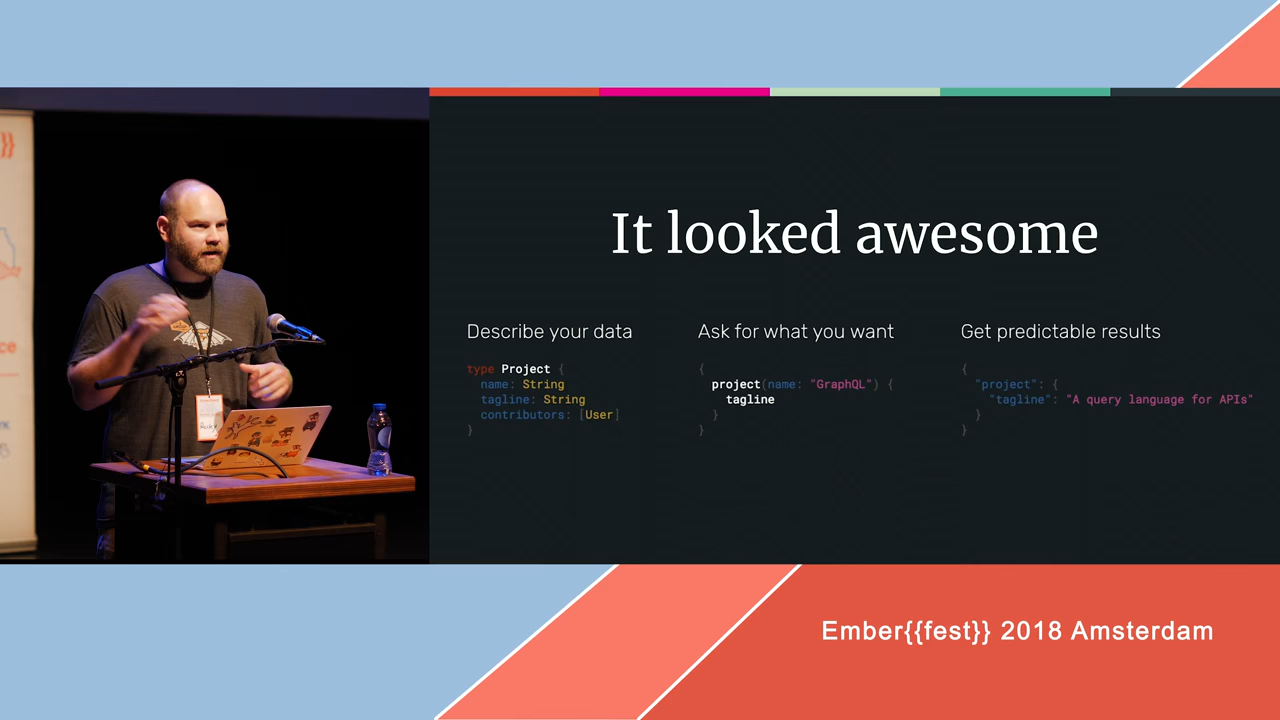 It looked awesome
Describe your data
type Project {
name: String
tagline: String
contributors: [User]
}
Ask for what you want
{
project(name: "GraphQL") {
tagline
}
}
Get predictable results
{
"project": {
"tagline": "A query language for APIs"
}
}
Ember{{fest}} 2018 Amsterdam